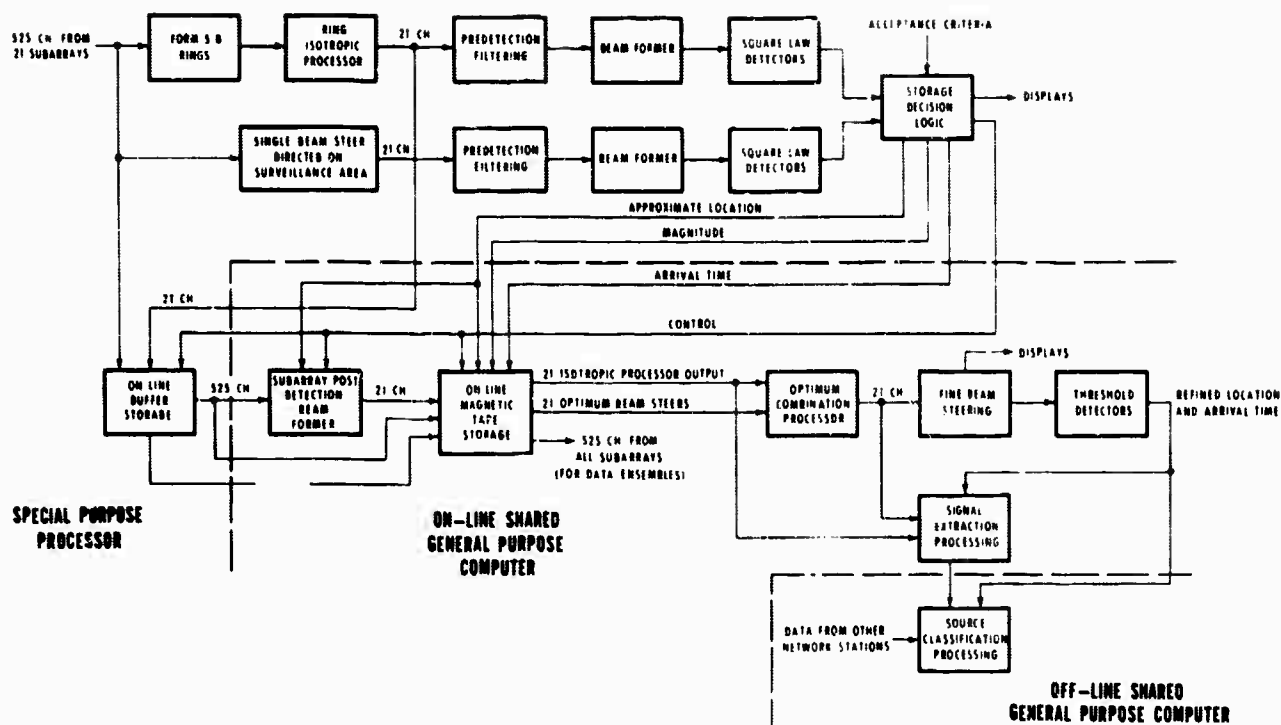 525 CH FROM
21 SUBARRAYS
FORM 5 8
RINGS
RING
ISOTROPIC
PROCESSOR
21 CH
PREDETECTION
FILTERING
BEAM FORMER
SQUARE LAW
DETECTORS
ACCEPTANCE CRITERIA
STORAGE
DECISION
LOGIC
DISPLAYS
SINGLE BEAM STEER
DIRECTED ON
SURVEILLANCE AREA
21 CH
PREDETECTION
FILTERING
BEAM FORMER
SQUARE LAW
DETECTORS
APPROXIMATE LOCATION
MAGNITUDE
ARRIVAL TIME
21 CH
CONTROL
ON LINE
BUFFER
STORAGE
525 CH
SUBARRAY POST
DETECTION
BEAM
FORMER
21 CH
ON-LINE
MAGNETIC
TAPE
STORAGE
21 ISOTROPIC PROCESSOR OUTPUT
21 OPTIMUM BEAM STEERS
525 CH FROM
ALL SUBARRAYS
(FOR DATA ENSEMBLES)
OPTIMUM
COMBINATION
PROCESSOR
21 CH
DISPLAYS
FINE BEAM
STEERING
THRESHOLD
DETECTORS
REFINED LOCATION
AND ARRIVAL TIME
SIGNAL
EXTRACTION
PROCESSING
SPECIAL PURPOSE
PROCESSOR
ON-LINE SHARED
GENERAL PURPOSE
COMPUTER
DATA FROM OTHER
NETWORK STATIONS
SOURCE
CLASSIFICATION
PROCESSING
OFF-LINE SHARED
GENERAL PURPOSE COMPUTER